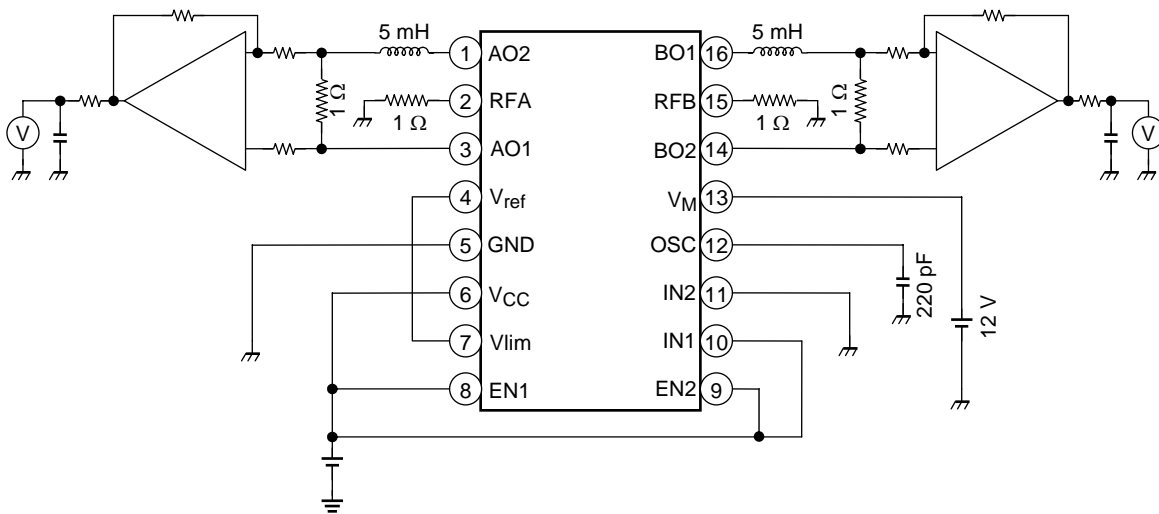 5 mH
5 mH
1 AO2
BO1 16
1 Ω
1 Ω
2 RFA
RFB 15
1 Ω
1 Ω
3 AO1
BO2 14
V
V
4 Vref
VM 13
5 GND
OSC 12
220 pF
6 VCC
IN2 11
12 V
7 Vlim
IN1 10
8 EN1
EN2 9